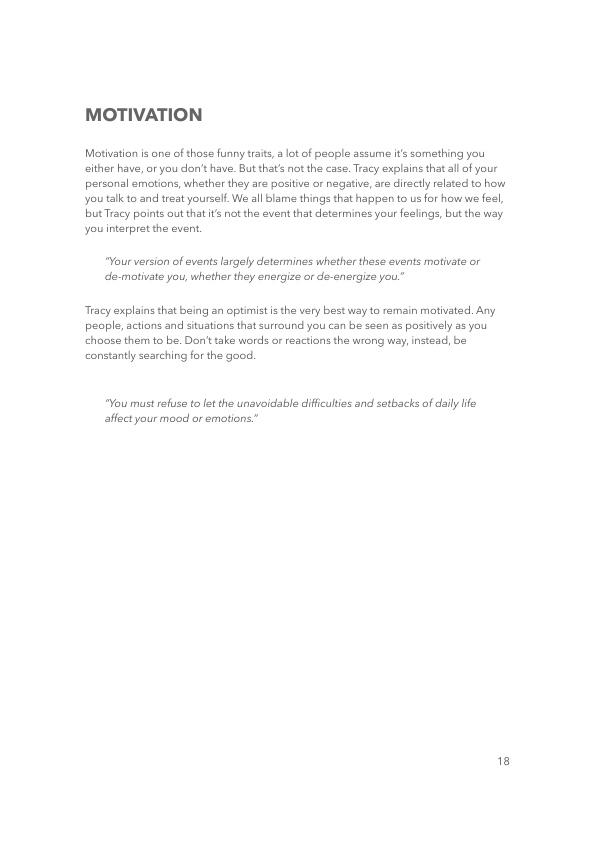 MOTIVATION
Motivation is one of those funny traits, a lot of people assume it’s something you
either have, or you don’t have. But that’s not the case. Tracy explains that all of your
personal emotions, whether they are positive or negative, are directly related to how
you talk to and treat yourself. We all blame things that happen to us for how we feel,
but Tracy points out that it’s not the event that determines your feelings, but the way
you interpret the event.
“Your version of events largely determines whether these events motivate or
de-motivate you, whether they energize or de-energize you.”
Tracy explains that being an optimist is the very best way to remain motivated. Any
people, actions and situations that surround you can be seen as positively as you
choose them to be. Don’t take words or reactions the wrong way, instead, be
constantly searching for the good.
“You must refuse to let the unavoidable difficulties and setbacks of daily life
affect your mood or emotions.”
18